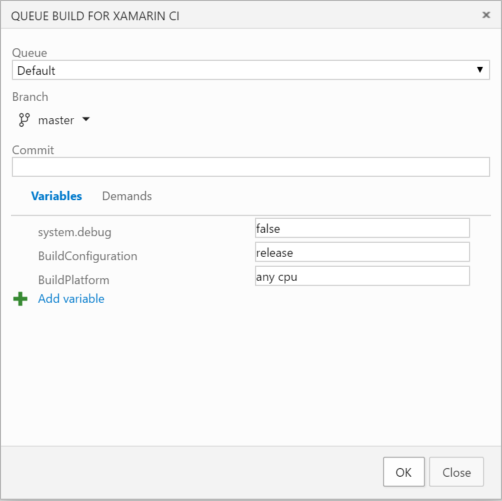 QUEUE BUILD FOR XAMARIN CI
Queue
Default
Branch
master
Commit
Variables Demands
system.debug false
BuildConfiguration release
BuildPlatform any cpu
Add variable
OK Close